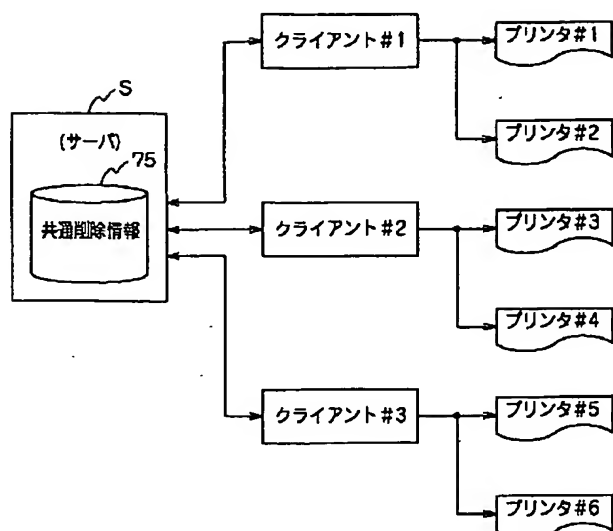 S
(サーバ)
75
共通削除情報
クライアント#1
プリンタ#1
プリンタ#2
クライアント#2
プリンタ#3
プリンタ#4
クライアント#3
プリンタ#5
プリンタ#6